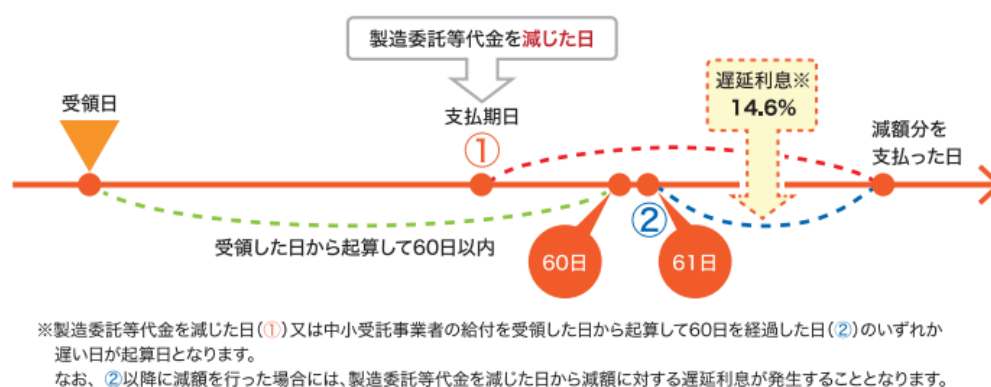 製造委託等代金を減じた日
遅延利息※
14.6%
受領日
支払期日
①
減額分を
支払った日
②
受領した日から起算して60日以内
60日
61日
※製造委託等代金を減じた日(①)又は中小受託事業者の給付を受領した日から起算して60日を経過した日(②)のいずれか
遅い日が起算日となります。
なお、②以降に減額を行った場合には、製造委託等代金を減じた日から減額に対する遅延利息が発生することとなります。